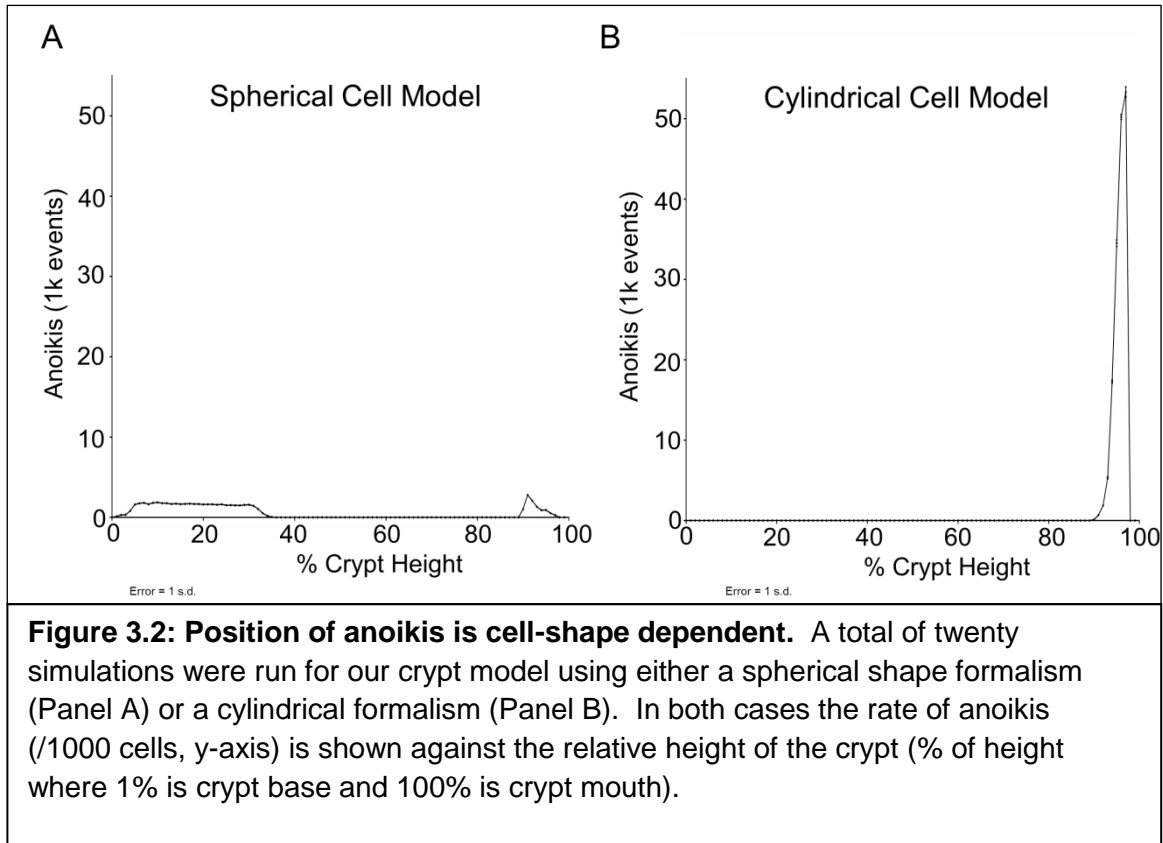 A
B
Spherical Cell Model
Cylindrical Cell Model
Anoikis (1k events)
50
40
30
20
10
0
0 20 40 60 80 100
% Crypt Height
Error = 1 s.d.
Anoikis (1k events)
50
40
30
20
10
0
0 20 40 60 80 100
% Crypt Height
Error = 1 s.d.
Figure 3.2: Position of anoikis is cell-shape dependent. A total of twenty
simulations were run for our crypt model using either a spherical shape formalism
(Panel A) or a cylindrical formalism (Panel B). In both cases the rate of anoikis
(/1000 cells, y-axis) is shown against the relative height of the crypt (% of height
where 1% is crypt base and 100% is crypt mouth).